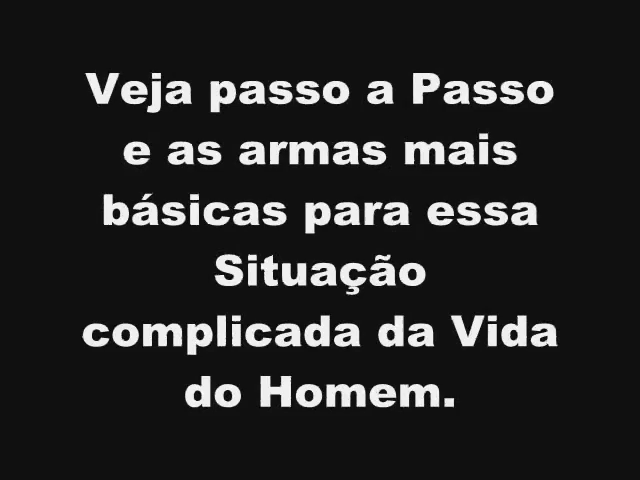 Veja passo a Passo
e as armas mais
básicas para essa
Situação
complicada da Vida
do Homem.